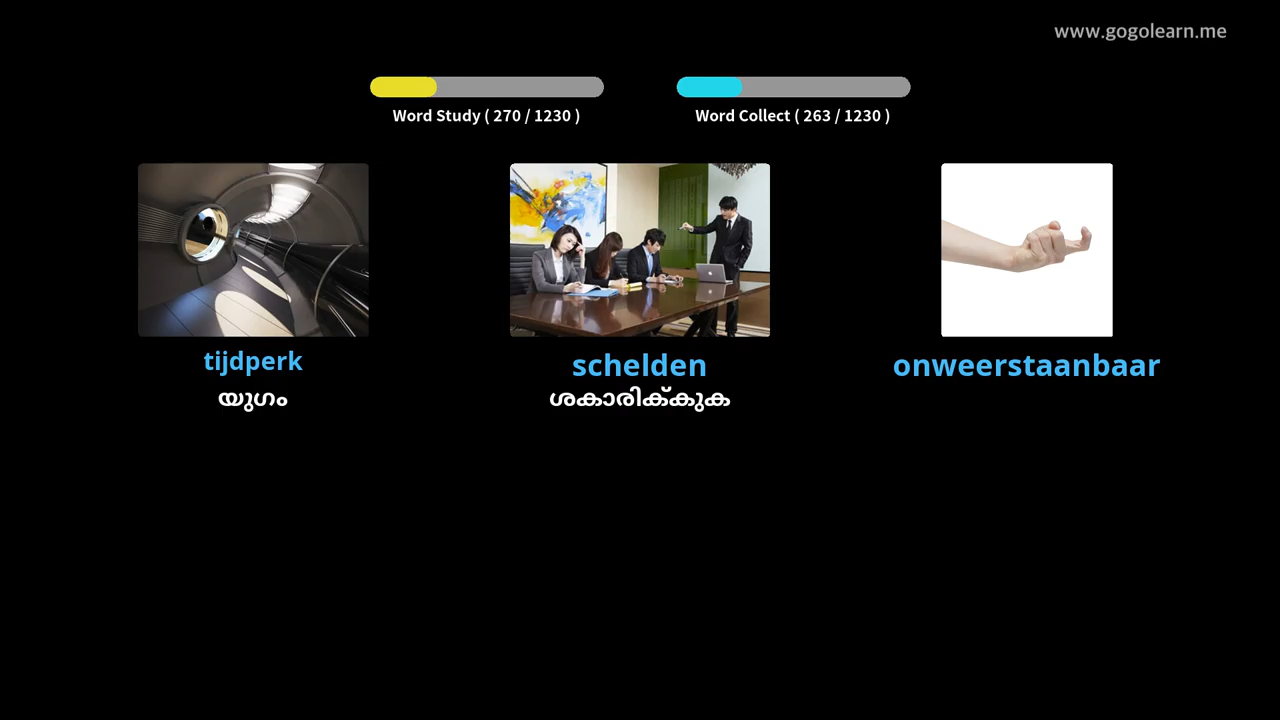 www.gogolearn.me
Word Study ( 270 / 1230 )
Word Collect ( 263 / 1230 )
tijdperk
schelden
onweerstaanbaar
യുഗം
ശകാരിക്കുക